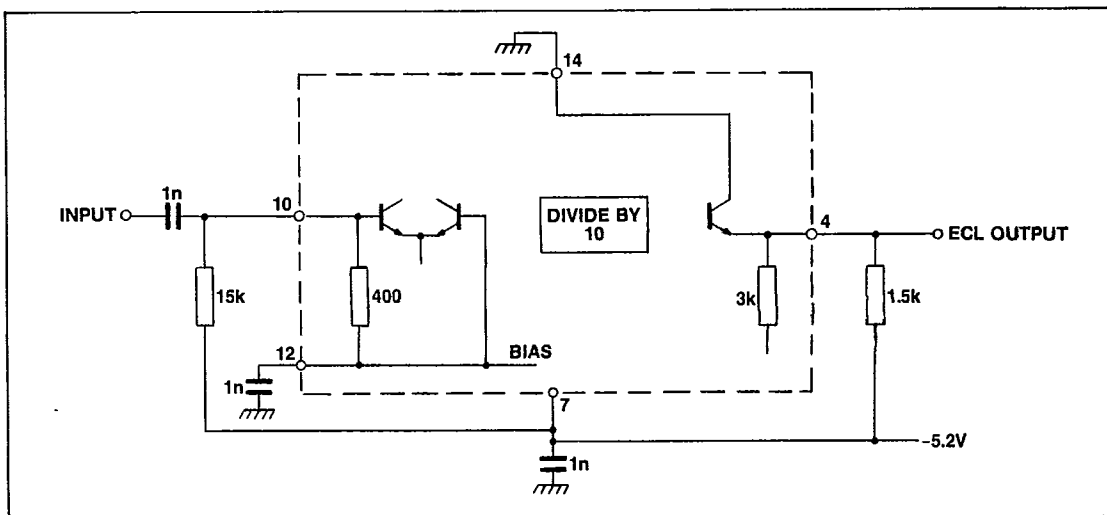 14
1n
INPUT
10
DIVIDE BY
10
4
ECL OUTPUT
15k
400
3k
1.5k
12
BIAS
1n
7
-5.2V
1n